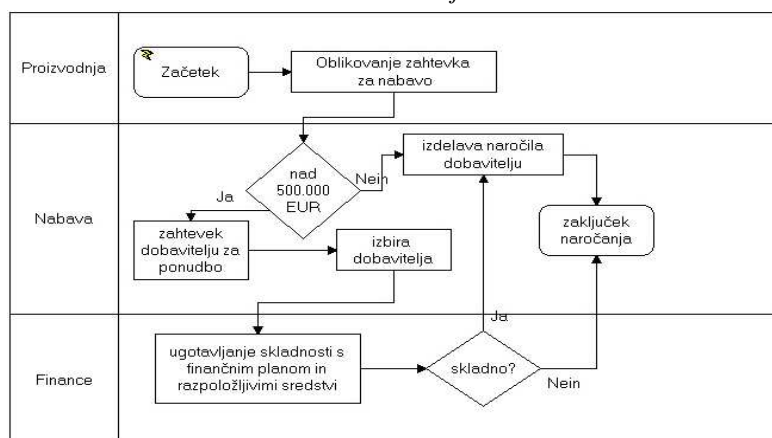 Proizvodnja
Začetek
Oblikovanje zahtevka
za nabavo
Nabava
nad
500.000
EUR
Nein
Ja
izdelava naročila
dobavitelju
zahtevek
dobavitelju za
ponudbo
izbira
dobavitelja
zaključek
naročanja
Finance
ugotavljanje skladnosti s
finančnim planom in
razpoložljivimi sredstvi
skladno?
Ja
Nein